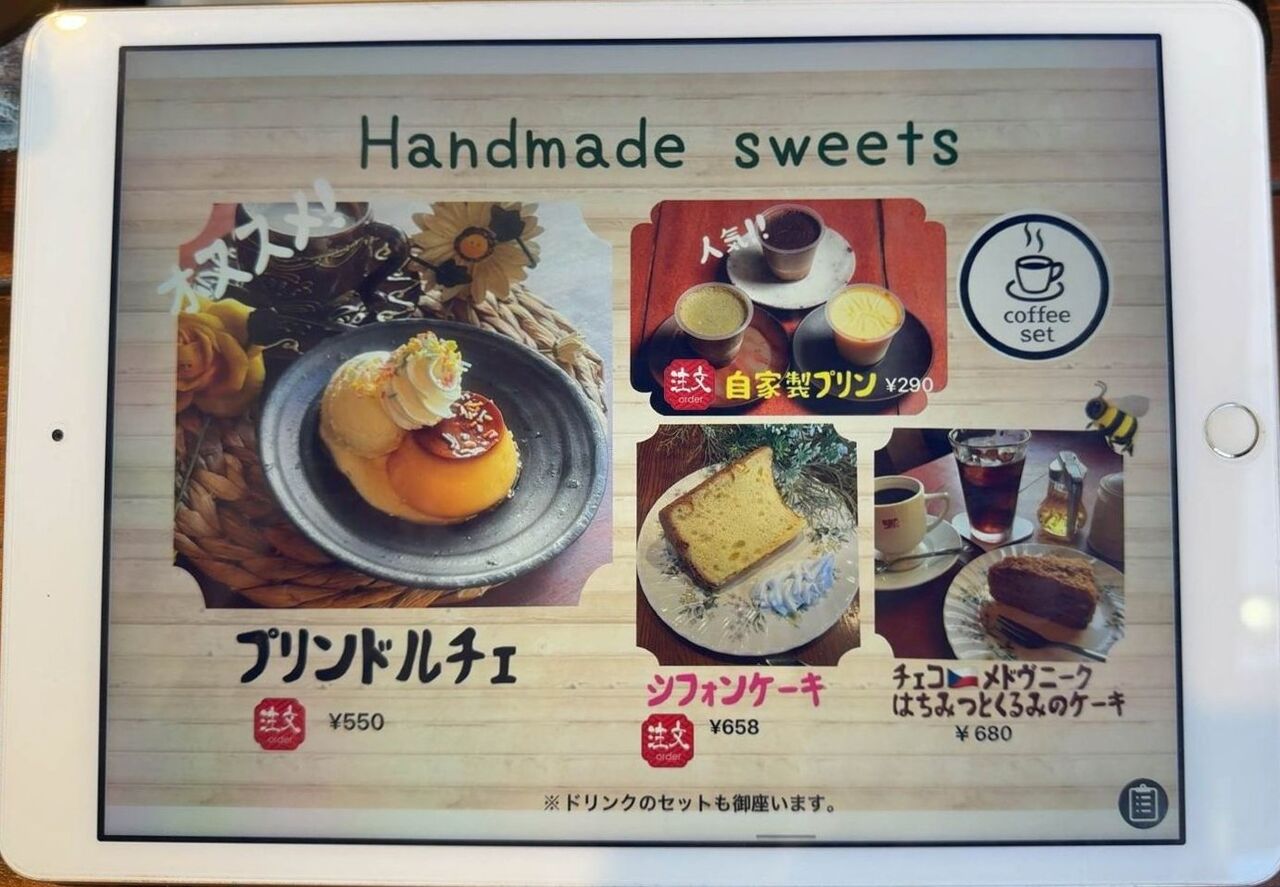 Handmade sweets
オススメ!
人気!!
coffee
set
注文
order
自家製プリン ¥290
プリンドルチェ
注文
order
¥550
シフォンケーキ
注文
order
¥658
チェコ🇨🇿メドヴニーク
はちみつとくるみのケーキ
¥680
※ドリンクのセットも御座います。